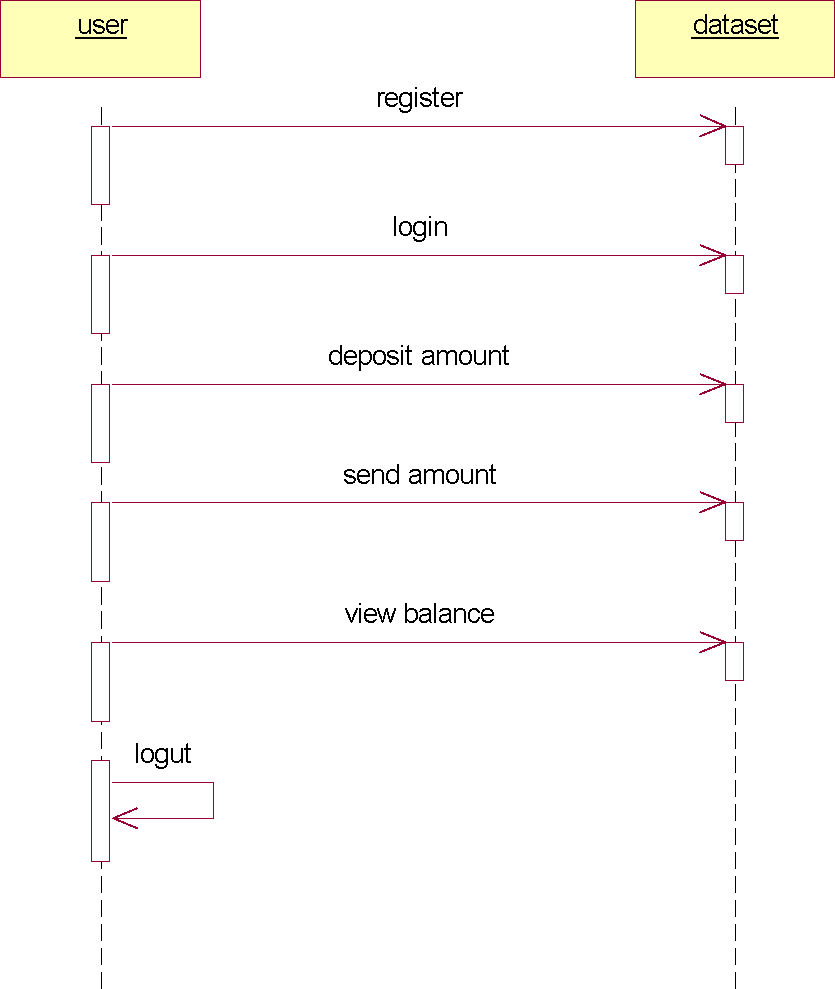 user
dataset
register
login
deposit amount
send amount
view balance
logut